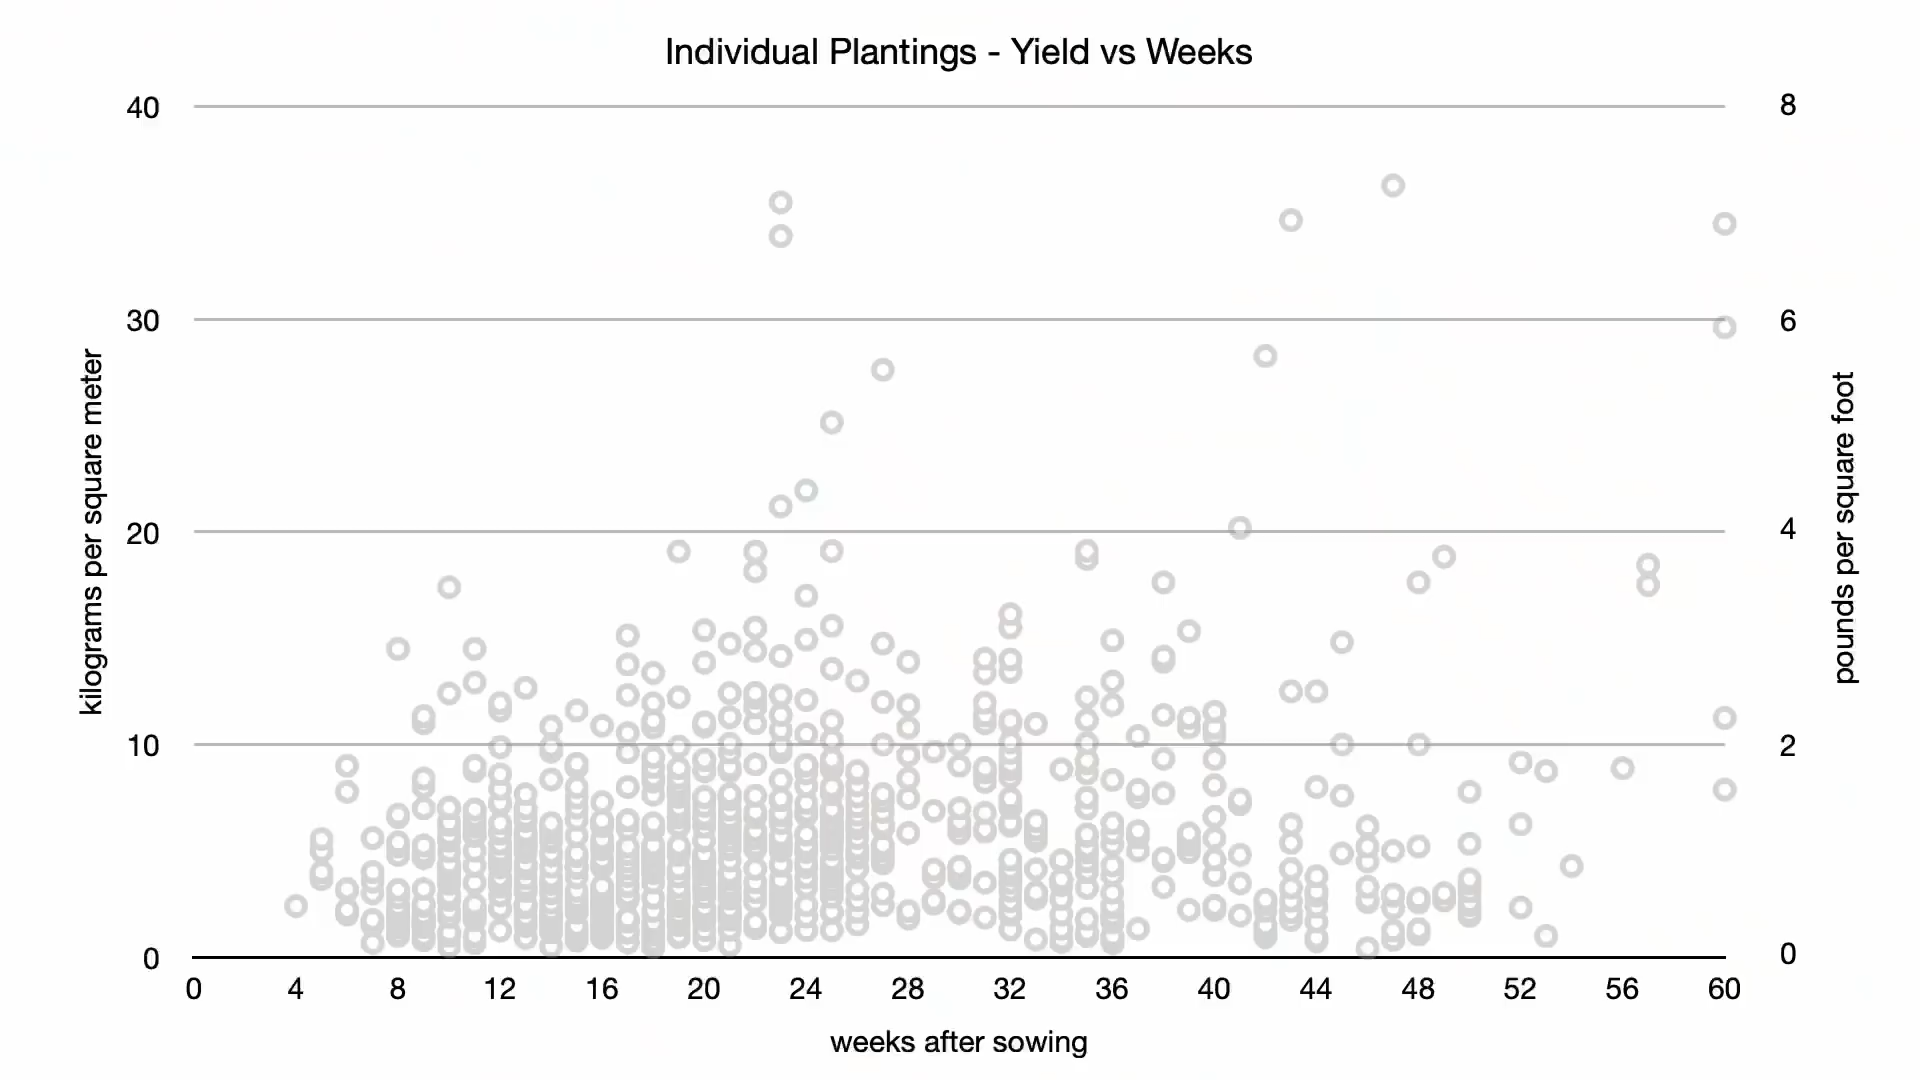 Individual Plantings - Yield vs Weeks
40
30
20
10
0
kilograms per square meter
8
6
4
2
0
pounds per square foot
0 4 8 12 16 20 24 28 32 36 40 44 48 52 56 60
weeks after sowing